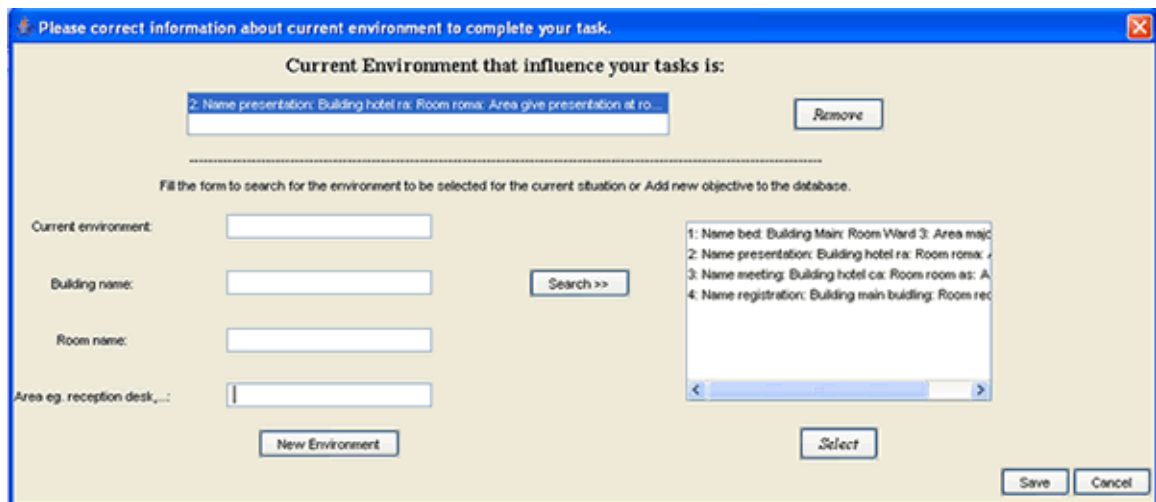 Please correct information about current environment to complete your task.
Current Environment that influence your tasks is:
2: Name presentation: Building hotel ra: Room roma: Area give presentation at ro...
Remove
Fill the form to search for the environment to be selected for the current situation or Add new objective to the database.
Current environment:
Building name:
Search >>
Room name:
Area eg. reception desk,...:
New Environment
1: Name bed: Building Main: Room Ward 3: Area majo
2: Name presentation: Building hotel ra: Room roma:
3: Name meeting: Building hotel ca: Room room as: A
4: Name registration: Building main buidling: Room rec
Select
Save Cancel